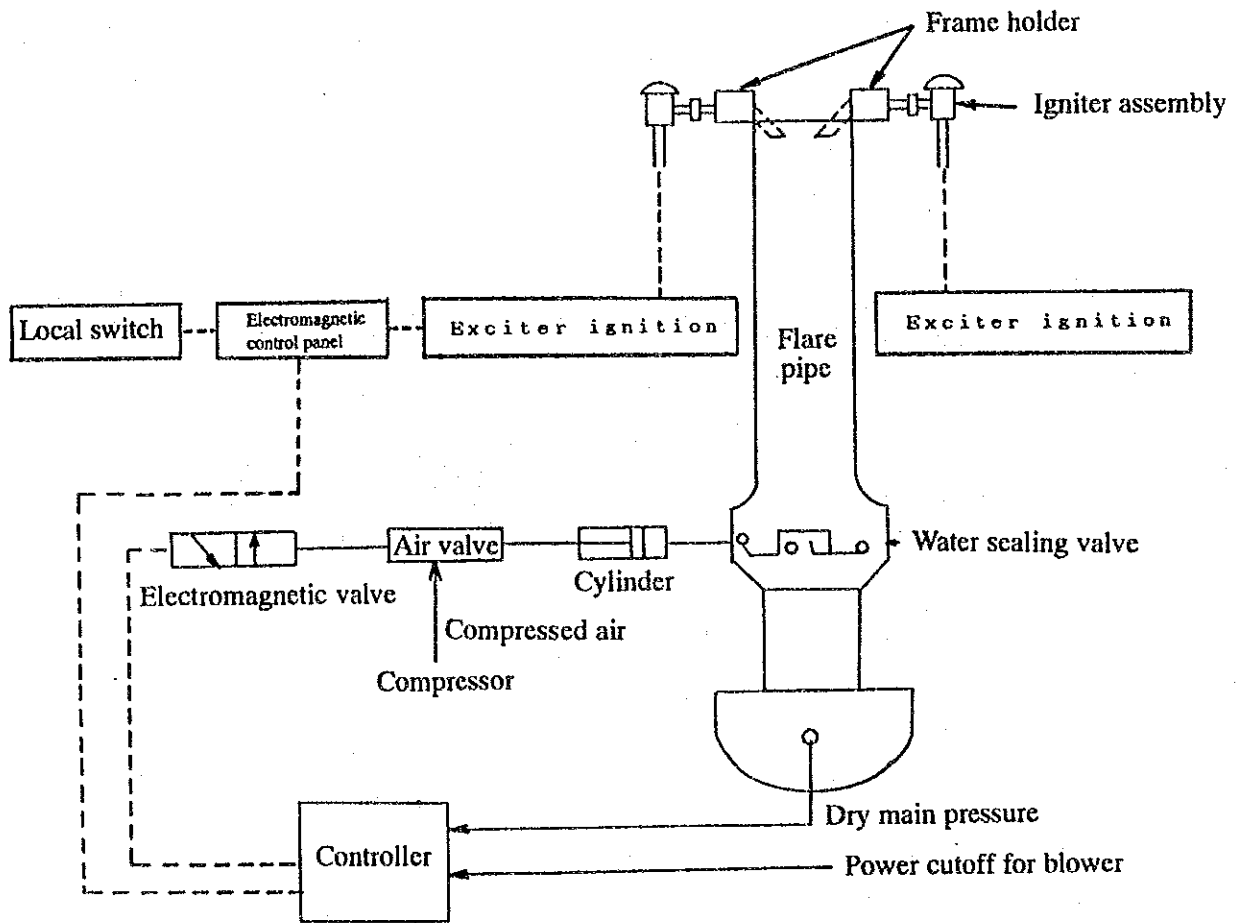 Frame holder
Igniter assembly
Local switch
Electromagnetic
control panel
Exciter ignition
Flare
pipe
Exciter ignition
Air valve
Water sealing valve
Electromagnetic valve
Cylinder
Compressed air
Compressor
Dry main pressure
Controller
Power cutoff for blower